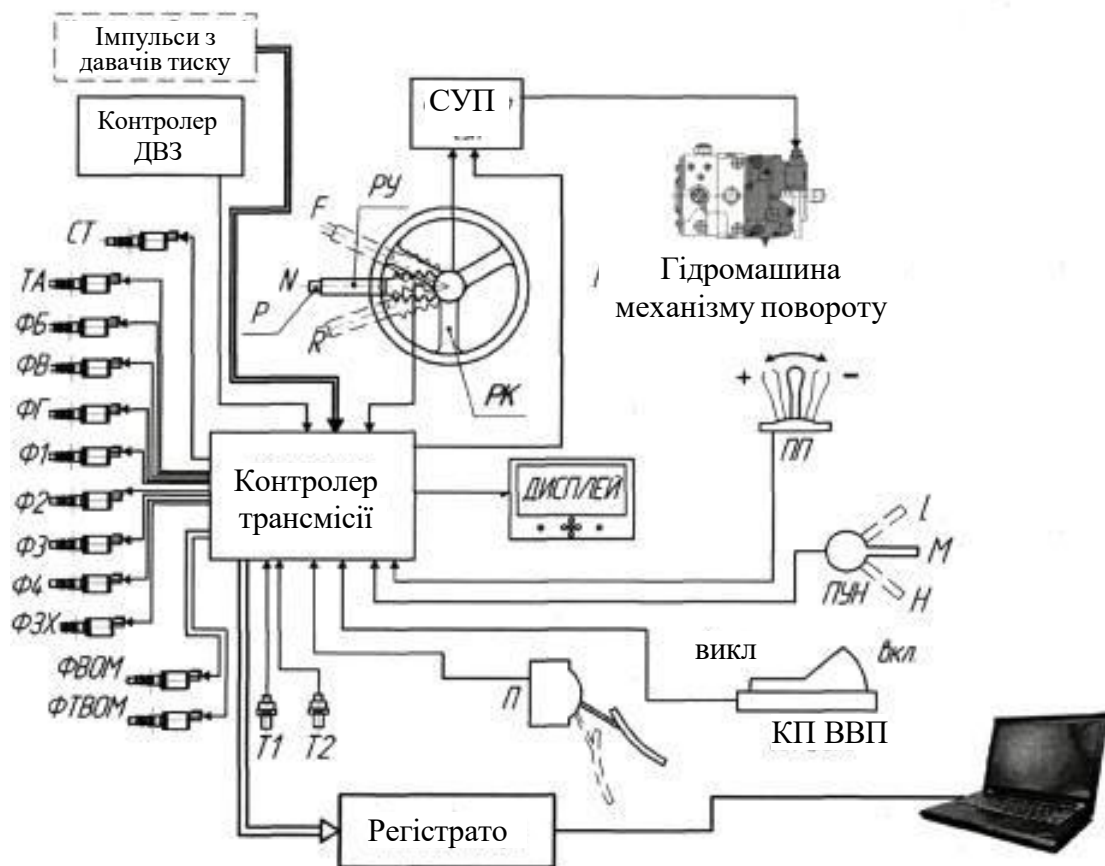 Імпульси з
давачів тиску
Контролер
ДВЗ
СУП
СТ
ТА
ФБ
ФВ
ФГ
Ф1
Ф2
Ф3
Ф4
ФЗХ
ФВОМ
ФТВОМ
F
РУ
N
P
R
РК
Гідромашина
механізму повороту
+
−
ПП
Контролер
трансмісії
ДИСПЛЕЙ
L
M
H
ПУН
викл
вкл
КП ВВП
П
Т1
Т2
Регістрато